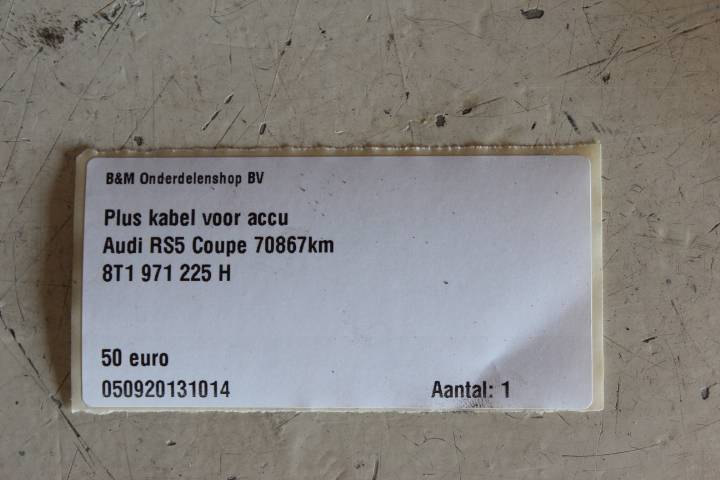 B&M Onderdelenshop BV
Plus kabel voor accu
Audi RS5 Coupe 70867km
8T1 971 225 H
50 euro
050920131014 Aantal: 1